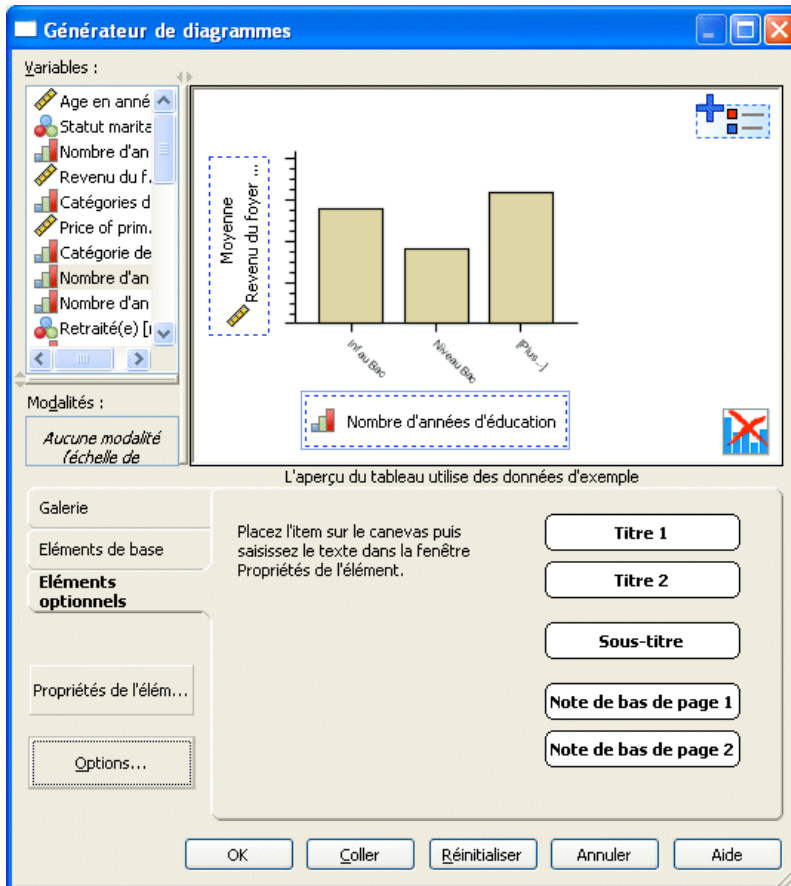 Générateur de diagrammes
Variables :
Age en anné
Statut marita
Nombre d'an
Revenu du f.
Catégories d
Price of prim.
Catégorie de
Nombre d'an
Nombre d'an
Retraité(e) [r
Modalités :
Aucune modalité
(échelle de
Moyenne
Revenu du foyer ...
Inf au Bac
Niveau Bac
{Plus...}
Nombre d'années d'éducation
L'aperçu du tableau utilise des données d'exemple
Galerie
Eléments de base
Eléments
optionnels
Placez l'item sur le canevas puis
saisissez le texte dans la fenêtre
Propriétés de l'élément.
Titre 1
Titre 2
Sous-titre
Note de bas de page 1
Note de bas de page 2
Propriétés de l'élém...
Options...
OK
Coller
Réinitialiser
Annuler
Aide